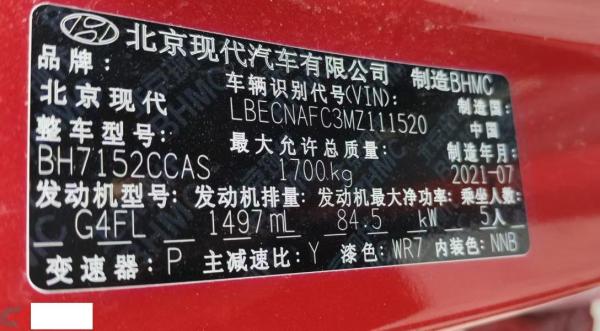 北京现代汽车有限公司 制造BHMC
品牌: 车辆识别代号(VIN): 制造国:
北京现代 LBECNAFC3MZ111520 中国
整车型号: 最大允许总质量: 制造年月:
BH7152CCAS 1700kg 2021-07
发动机型号: 发动机排量: 发动机最大净功率: 乘坐人数:
G4FL 1497mL 84.5 kW 5人
变速器: P 主减速比: Y 漆色: WR7 内装色: NNB